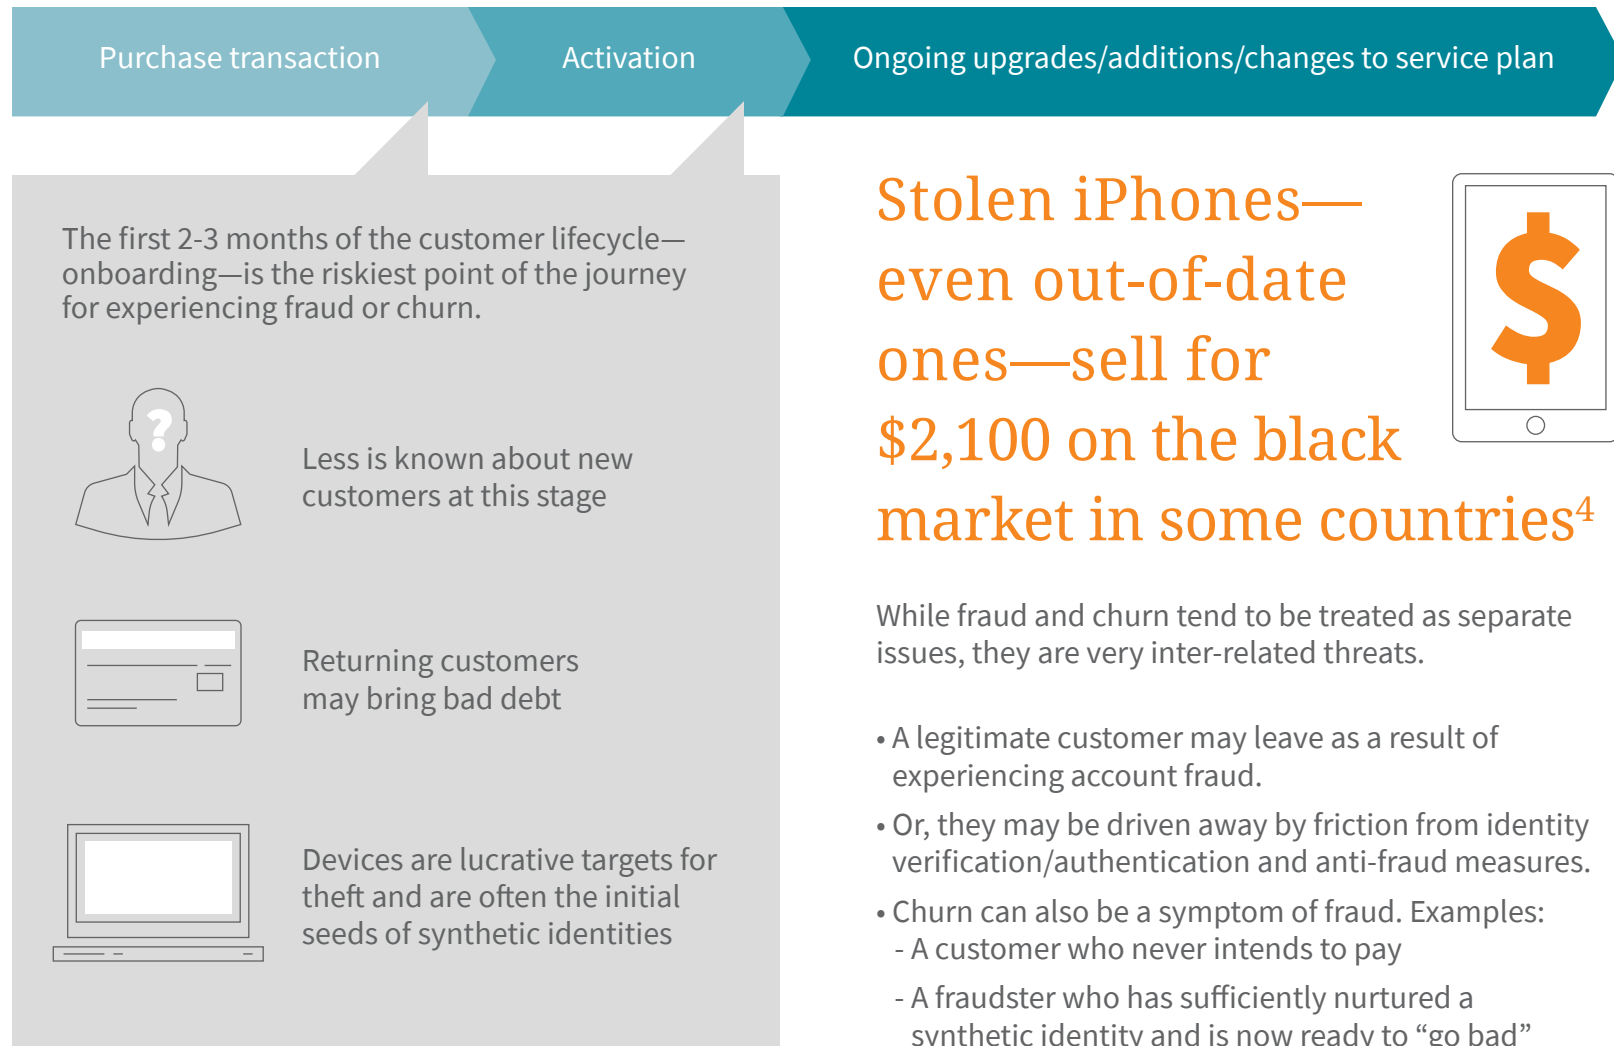 Purchase transaction
Activation
Ongoing upgrades/additions/changes to service plan
The first 2-3 months of the customer lifecycle—
onboarding—is the riskiest point of the journey
for experiencing fraud or churn.
?
Less is known about new
customers at this stage
Returning customers
may bring bad debt
Devices are lucrative targets for
theft and are often the initial
seeds of synthetic identities
Stolen iPhones—
even out-of-date
ones—sell for
$2,100 on the black
market in some countries⁴
$
While fraud and churn tend to be treated as separate
issues, they are very inter-related threats.
• A legitimate customer may leave as a result of
experiencing account fraud.
• Or, they may be driven away by friction from identity
verification/authentication and anti-fraud measures.
• Churn can also be a symptom of fraud. Examples:
- A customer who never intends to pay
- A fraudster who has sufficiently nurtured a
synthetic identity and is now ready to “go bad”